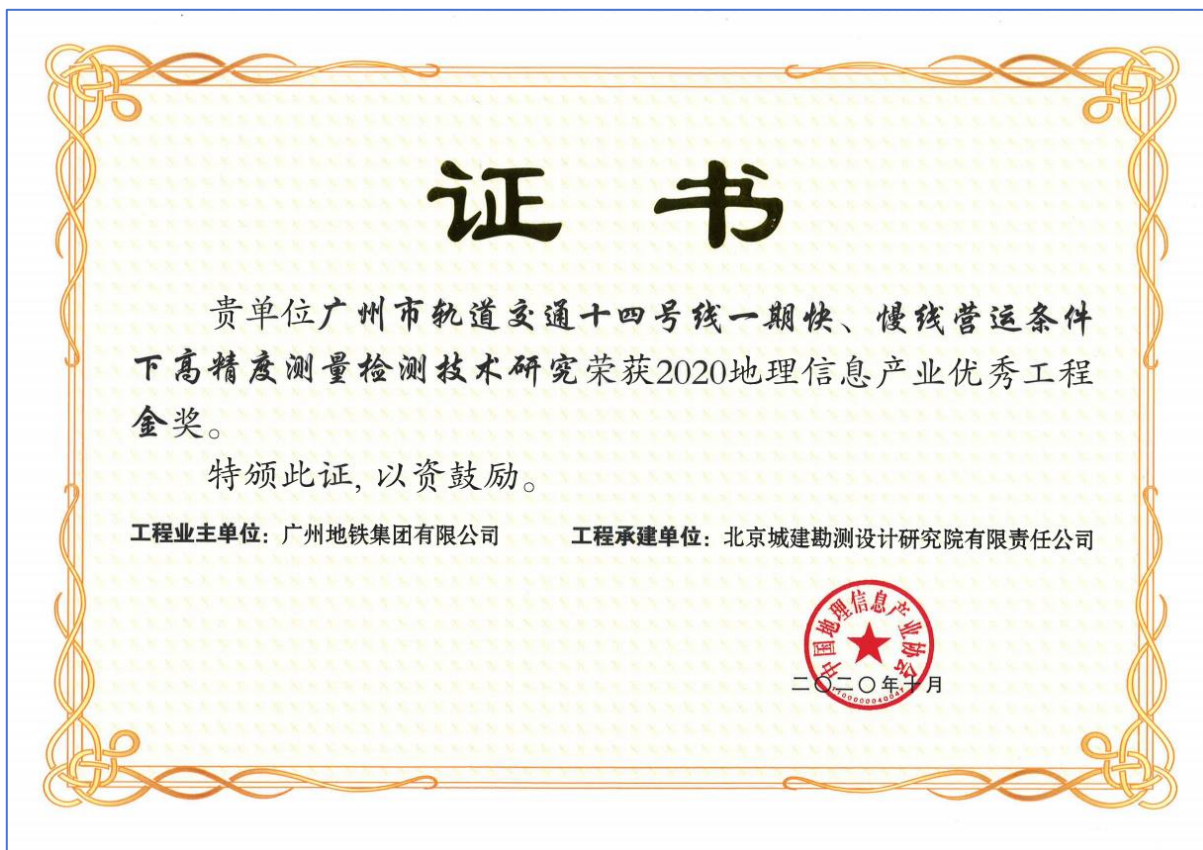 证 书
贵单位广州市轨道交通十四号线一期快、慢线营运条件
下高精度测量检测技术研究荣获2020地理信息产业优秀工程
金奖。
特颁此证,以资鼓励。
工程业主单位:广州地铁集团有限公司 工程承建单位:北京城建勘测设计研究院有限责任公司
中国地理信息产业协会
二〇二〇年十月